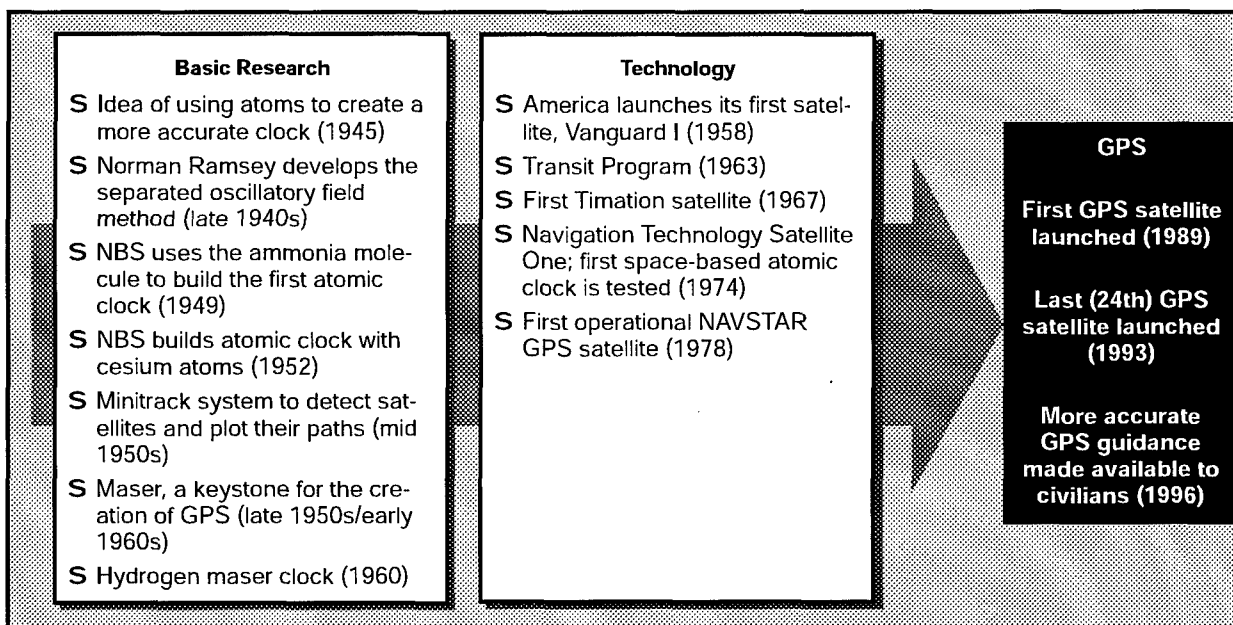 Basic Research
S Idea of using atoms to create a
more accurate clock (1945)
S Norman Ramsey develops the
separated oscillatory field
method (late 1940s)
S NBS uses the ammonia mole-
cule to build the first atomic
clock (1949)
S NBS builds atomic clock with
cesium atoms (1952)
S Minitrack system to detect sat-
ellites and plot their paths (mid
1950s)
S Maser, a keystone for the cre-
ation of GPS (late 1950s/early
1960s)
S Hydrogen maser clock (1960)
Technology
S America launches its first satel-
lite, Vanguard I (1958)
S Transit Program (1963)
S First Timation satellite (1967)
S Navigation Technology Satellite
One; first space-based atomic
clock is tested (1974)
S First operational NAVSTAR
GPS satellite (1978)
GPS
First GPS satellite
launched (1989)
Last (24th) GPS
satellite launched
(1993)
More accurate
GPS guidance
made available to
civilians (1996)